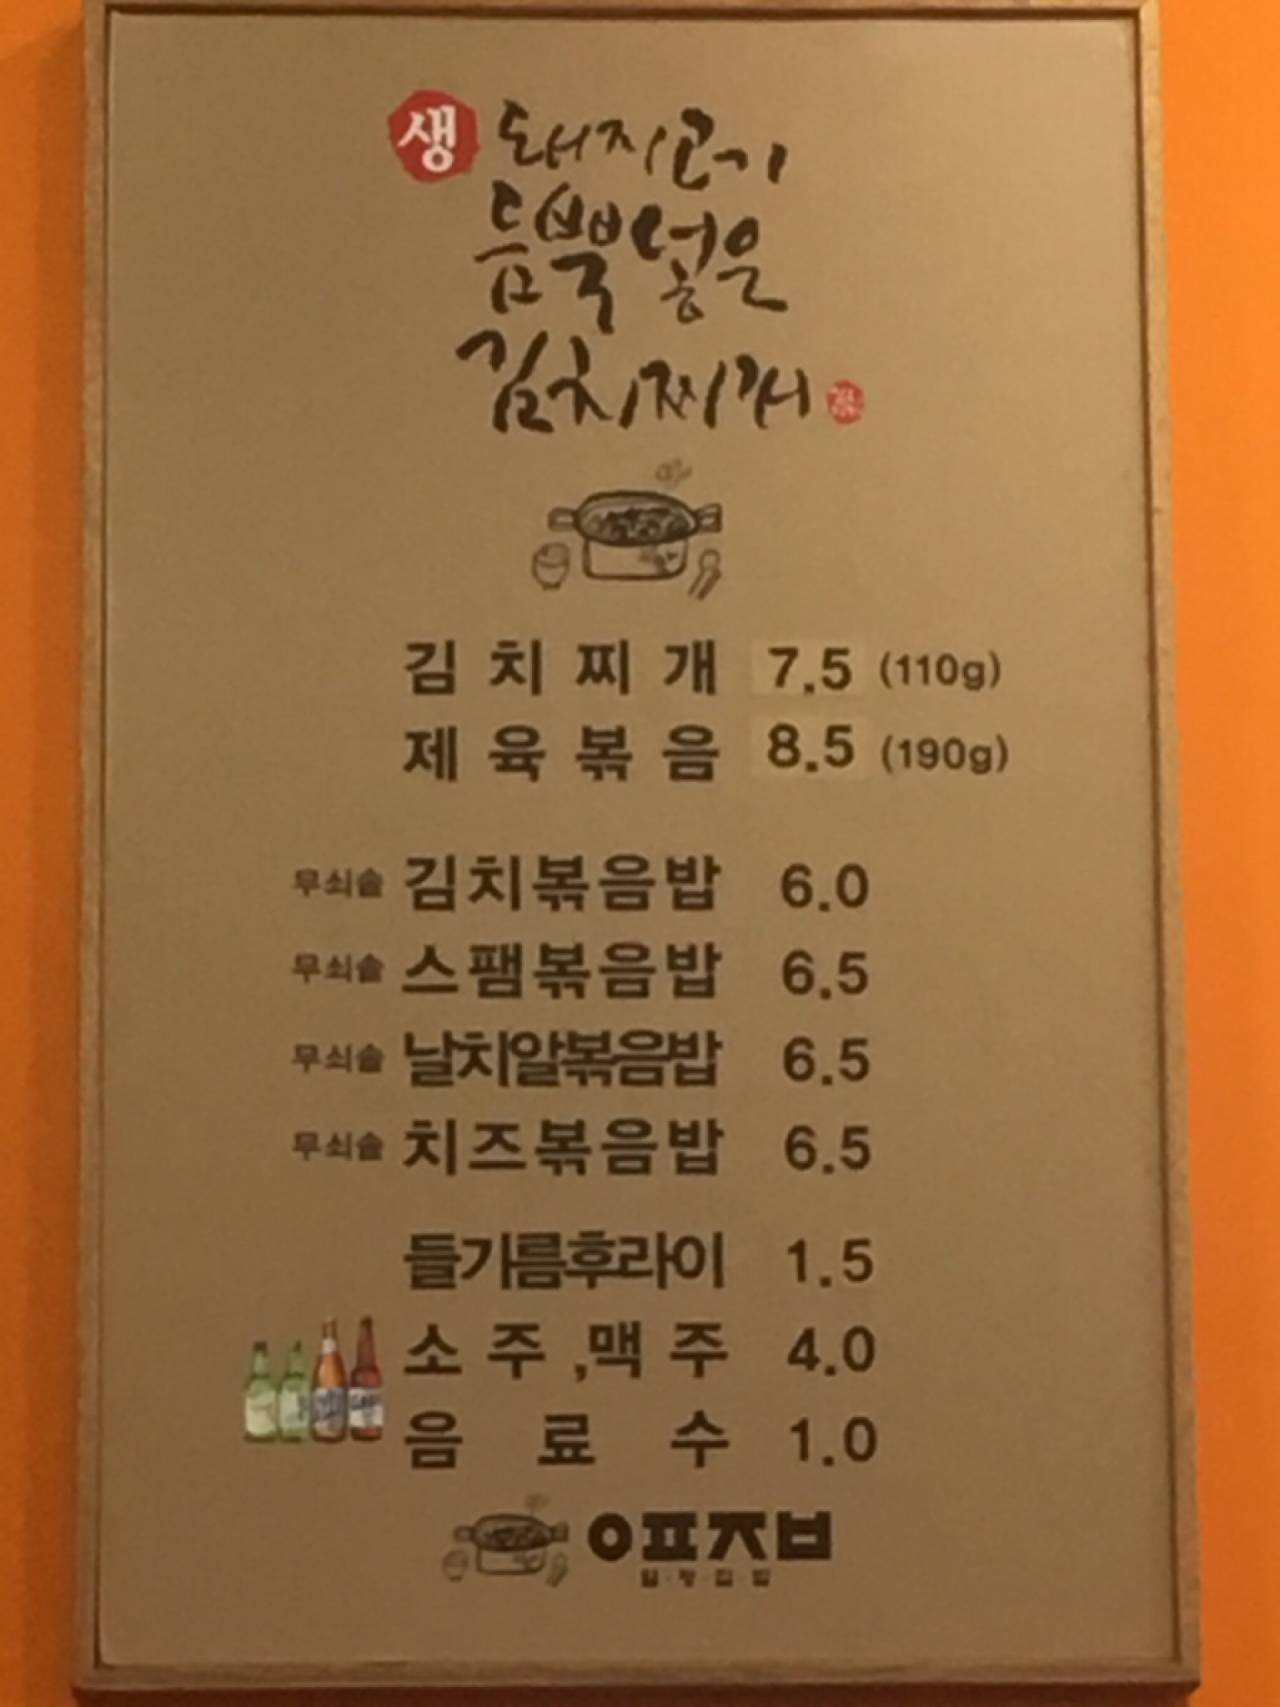 생 돼지고기
듬뿍 넣은
김치찌개
김치찌개 7.5 (110g)
제육볶음 8.5 (190g)
무쇠솥 김치볶음밥 6.0
무쇠솥 스팸볶음밥 6.5
무쇠솥 날치알볶음밥 6.5
무쇠솥 치즈볶음밥 6.5
들기름후라이 1.5
소주,맥주 4.0
음료수 1.0
ㅇㅍㅈㅂ